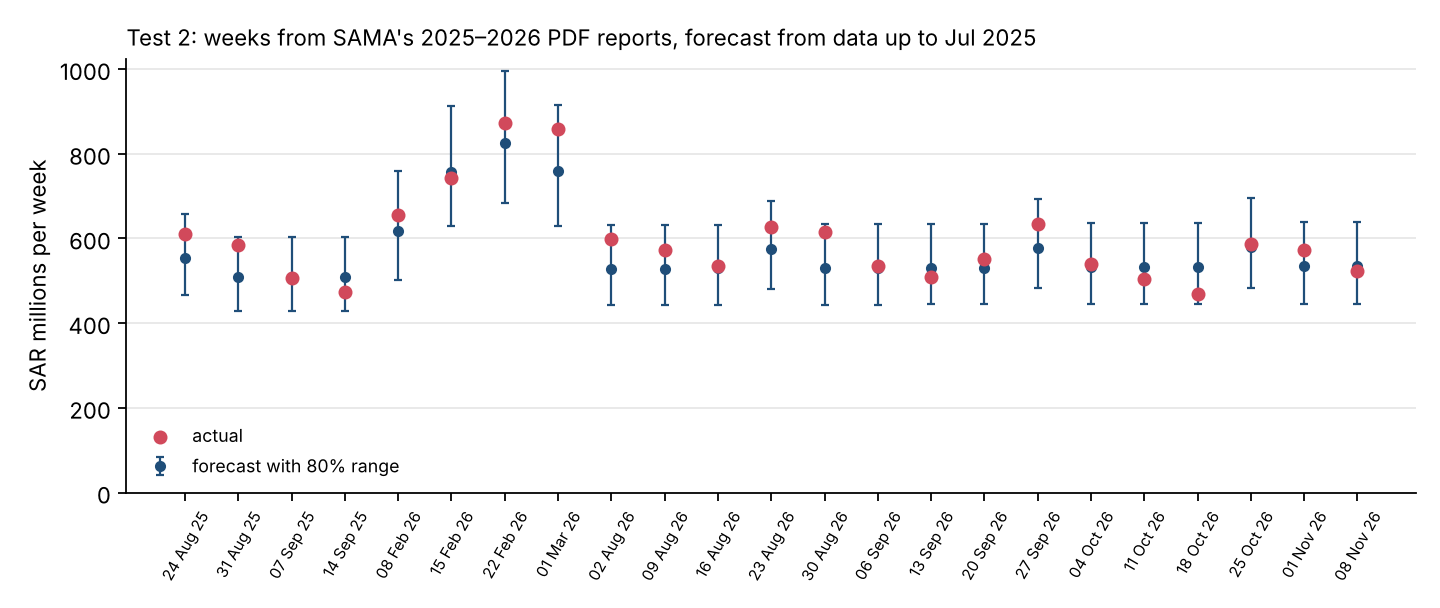 Test 2: weeks from SAMA's 2025–2026 PDF reports, forecast from data up to Jul 2025
SAR millions per week
1000
800
600
400
200
0
actual
forecast with 80% range
24 Aug 25
31 Aug 25
07 Sep 25
14 Sep 25
08 Feb 26
15 Feb 26
22 Feb 26
01 Mar 26
02 Aug 26
09 Aug 26
16 Aug 26
23 Aug 26
30 Aug 26
06 Sep 26
13 Sep 26
20 Sep 26
27 Sep 26
04 Oct 26
11 Oct 26
18 Oct 26
25 Oct 26
01 Nov 26
08 Nov 26